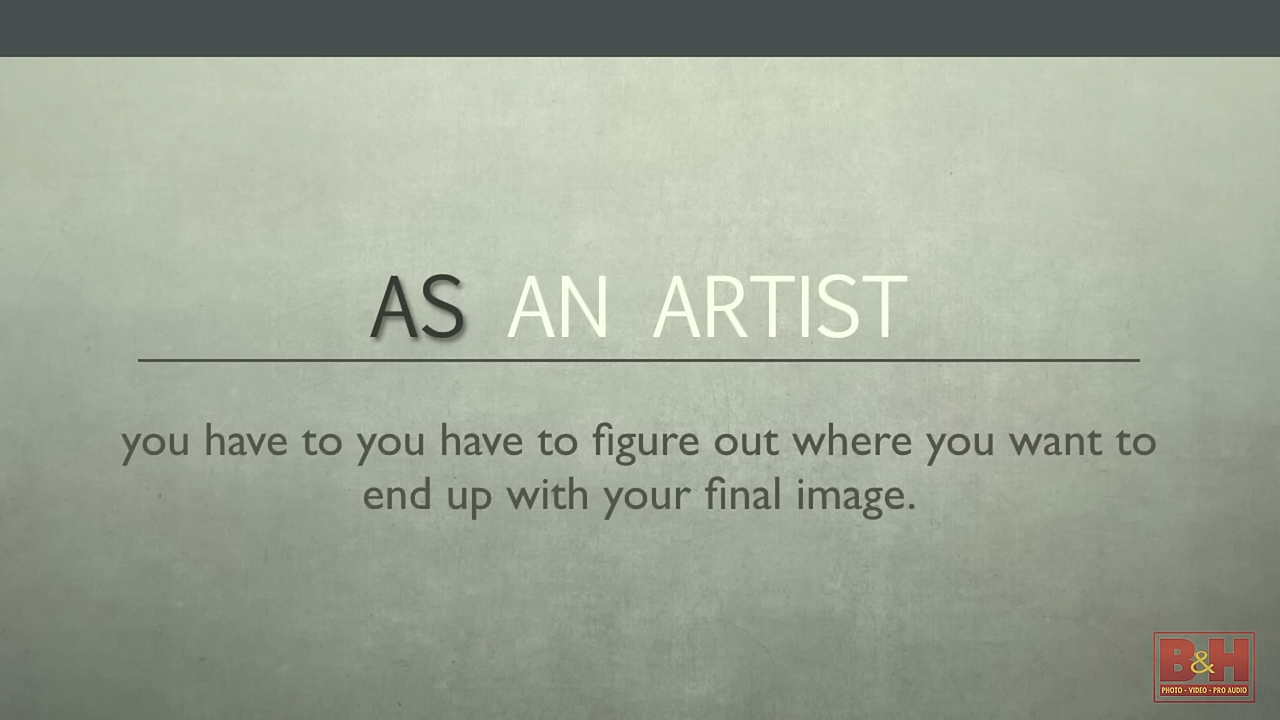 AS AN ARTIST
you have to you have to figure out where you want to
end up with your final image.
B&H
PHOTO - VIDEO - PRO AUDIO